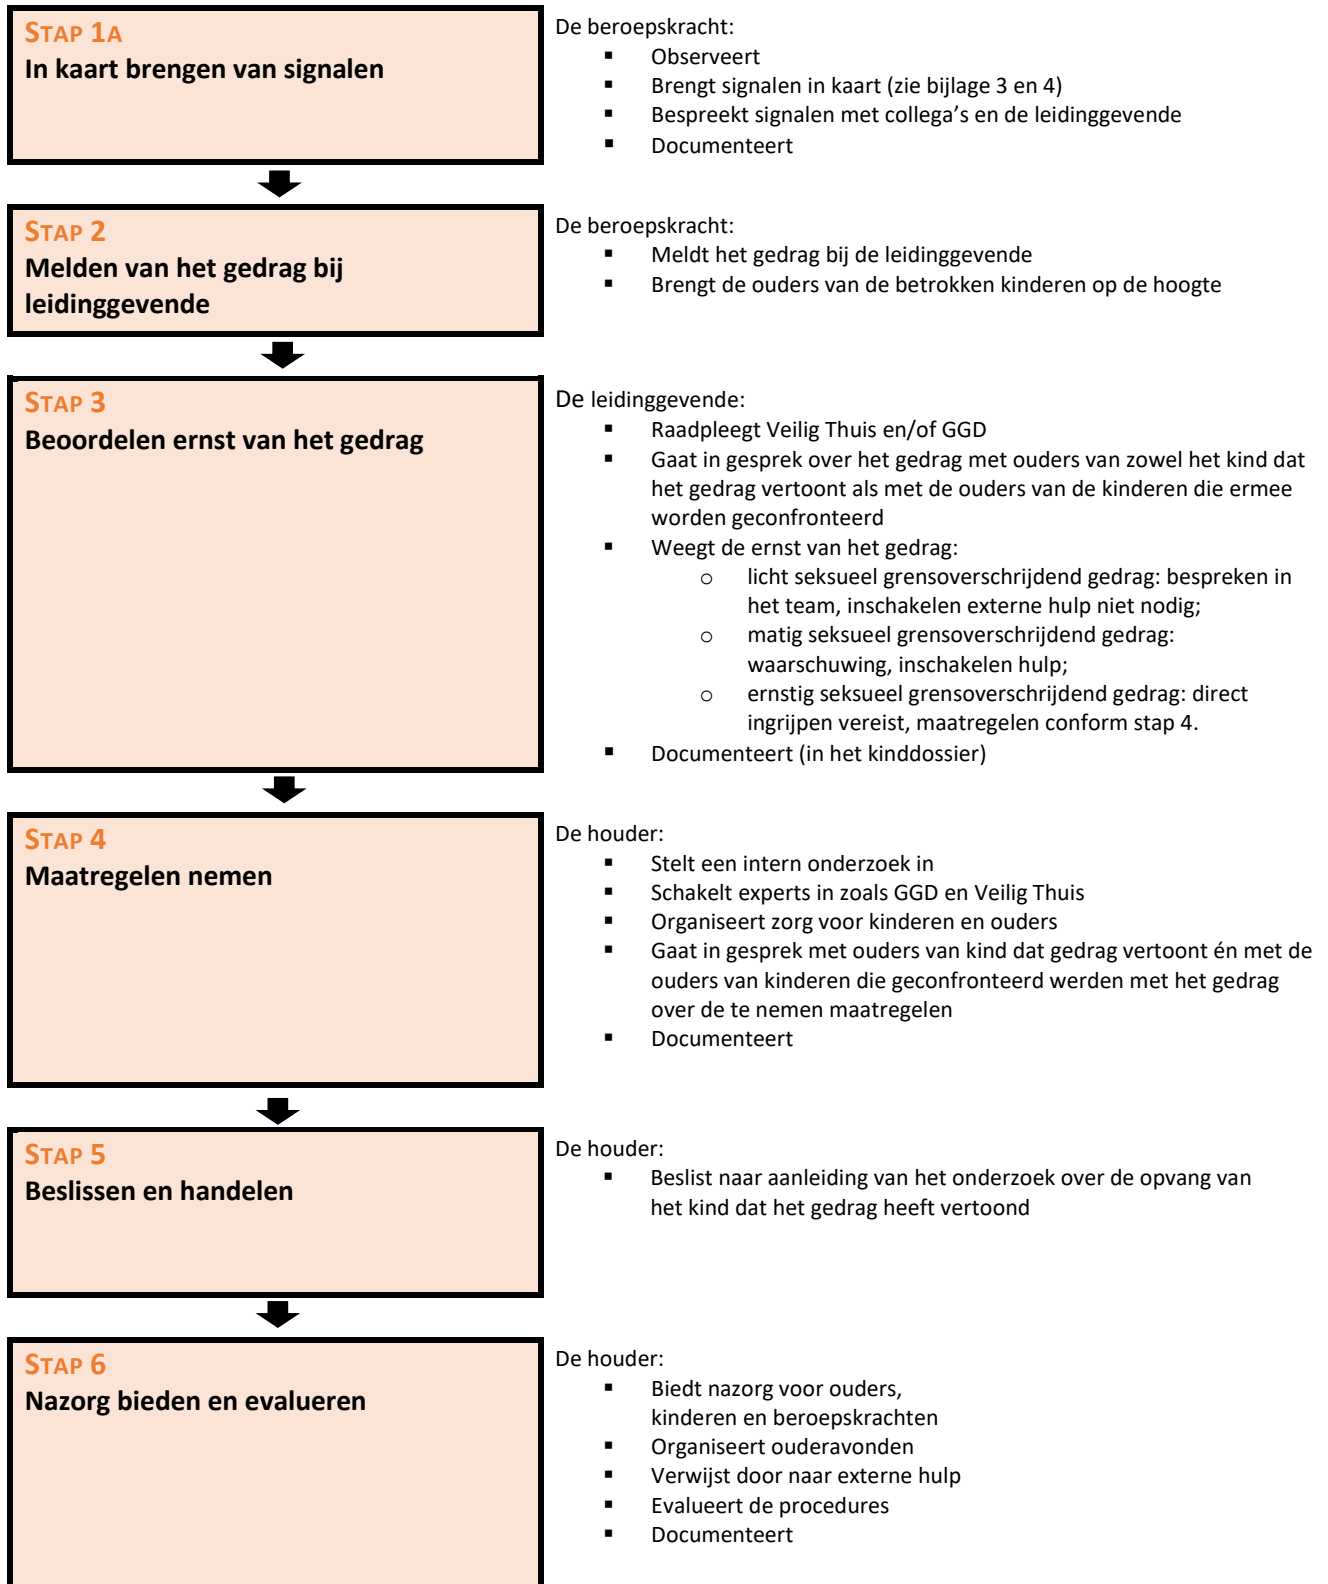 STAP 1A
In kaart brengen van signalen
De beroepskracht:
▪ Observeert
▪ Brengt signalen in kaart (zie bijlage 3 en 4)
▪ Bespreekt signalen met collega’s en de leidinggevende
▪ Documenteert
STAP 2
Melden van het gedrag bij
leidinggevende
De beroepskracht:
▪ Meldt het gedrag bij de leidinggevende
▪ Brengt de ouders van de betrokken kinderen op de hoogte
STAP 3
Beoordelen ernst van het gedrag
De leidinggevende:
▪ Raadpleegt Veilig Thuis en/of GGD
▪ Gaat in gesprek over het gedrag met ouders van zowel het kind dat
het gedrag vertoont als met de ouders van de kinderen die ermee
worden geconfronteerd
▪ Weegt de ernst van het gedrag:
o licht seksueel grensoverschrijdend gedrag: bespreken in
het team, inschakelen externe hulp niet nodig;
o matig seksueel grensoverschrijdend gedrag:
waarschuwing, inschakelen hulp;
o ernstig seksueel grensoverschrijdend gedrag: direct
ingrijpen vereist, maatregelen conform stap 4.
▪ Documenteert (in het kinddossier)
STAP 4
Maatregelen nemen
De houder:
▪ Stelt een intern onderzoek in
▪ Schakelt experts in zoals GGD en Veilig Thuis
▪ Organiseert zorg voor kinderen en ouders
▪ Gaat in gesprek met ouders van kind dat gedrag vertoont én met de
ouders van kinderen die geconfronteerd werden met het gedrag
over de te nemen maatregelen
▪ Documenteert
STAP 5
Beslissen en handelen
De houder:
▪ Beslist naar aanleiding van het onderzoek over de opvang van
het kind dat het gedrag heeft vertoond
STAP 6
Nazorg bieden en evalueren
De houder:
▪ Biedt nazorg voor ouders,
kinderen en beroepskrachten
▪ Organiseert ouderavonden
▪ Verwijst door naar externe hulp
▪ Evalueert de procedures
▪ Documenteert